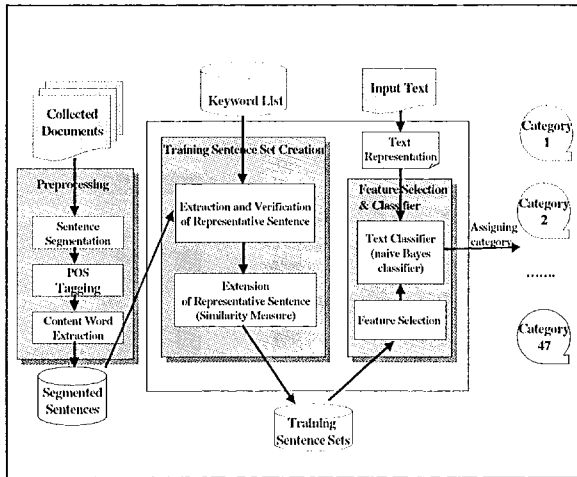 Collected
Documents
Preprocessing
Sentence
Segmentation
POS
Tagging
Content Word
Extraction
Segmented
Sentences
Keyword List
Training Sentence Set Creation
Extraction and Verification
of Representative Sentence
Extension
of Representative Sentence
(Similarity Measure)
Training
Sentence Sets
Input Text
Text
Representation
Feature Selection
& Classifier
Text Classifier
(naive Bayes
classifier)
Feature Selection
Assigning
category
Category
1
Category
2
.......
Category
47